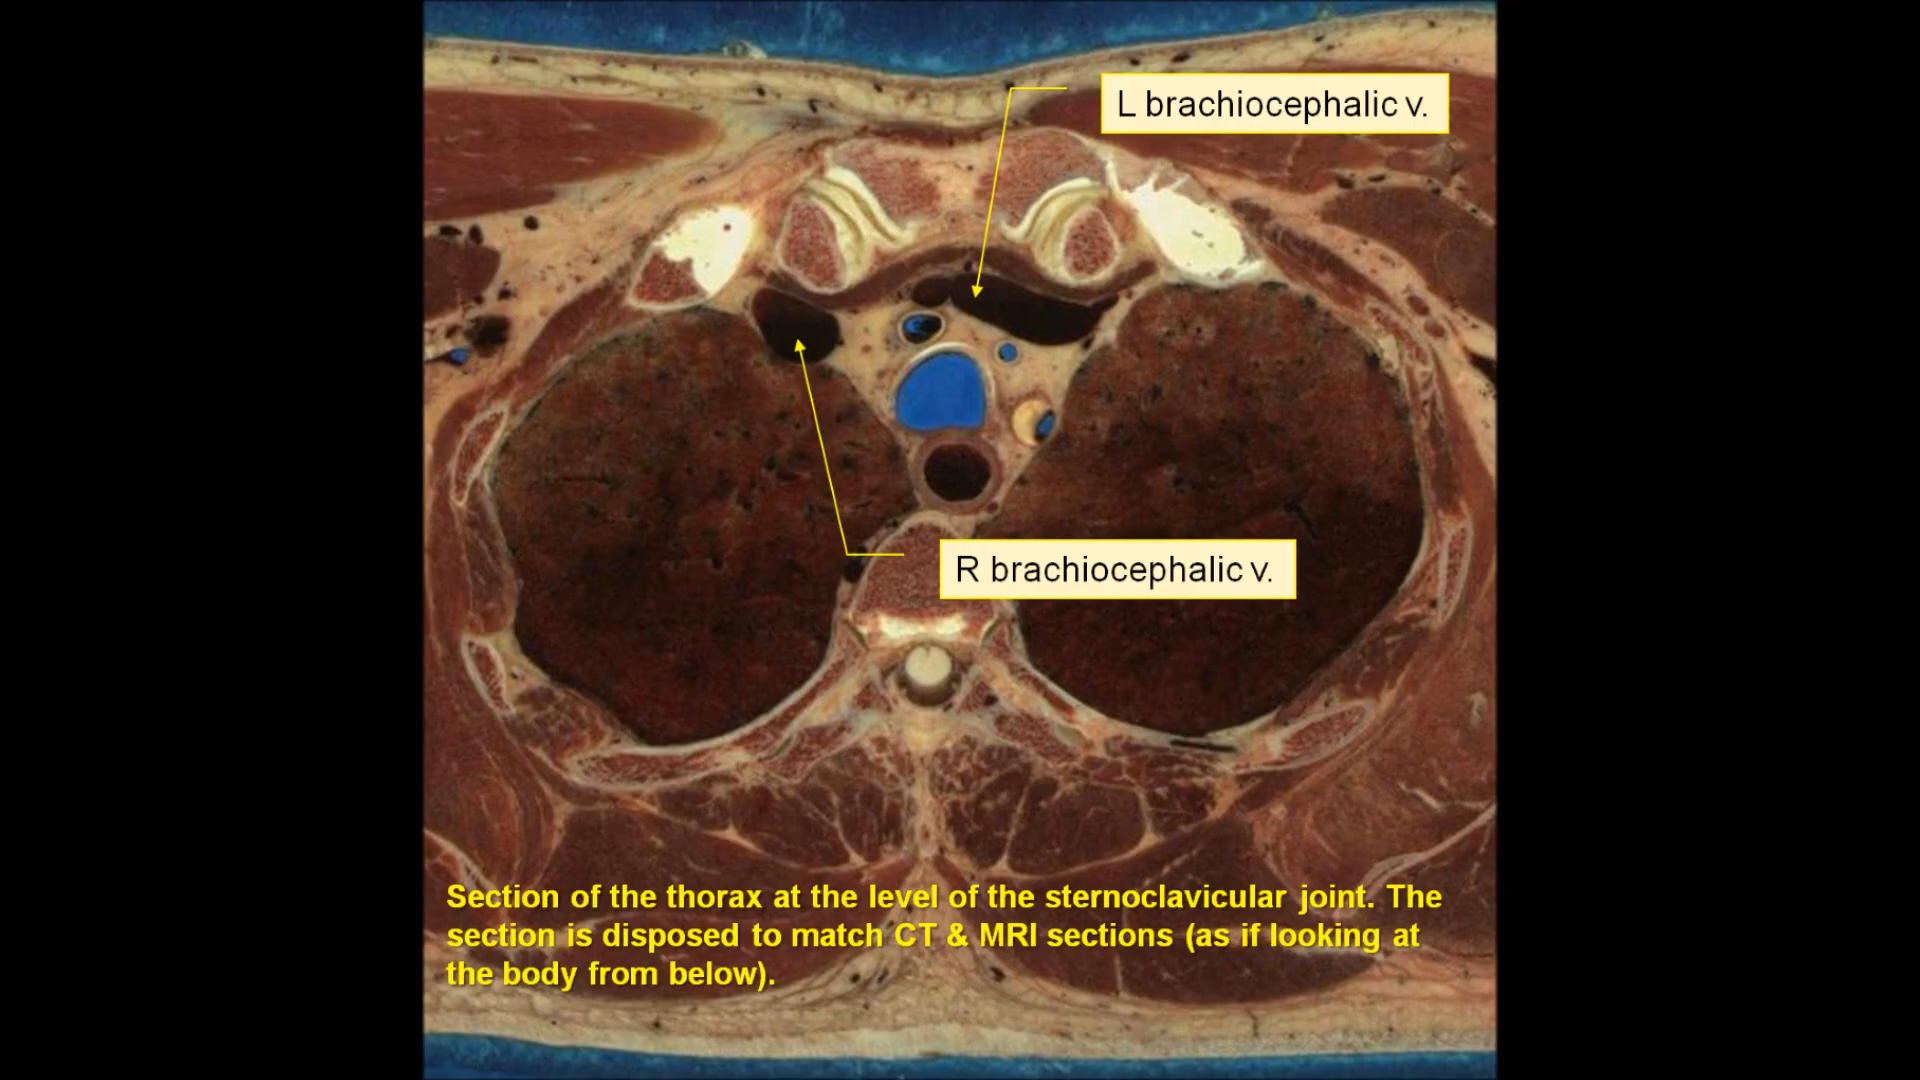 L brachiocephalic v.
R brachiocephalic v.
Section of the thorax at the level of the sternoclavicular joint. The
section is disposed to match CT & MRI sections (as if looking at
the body from below).